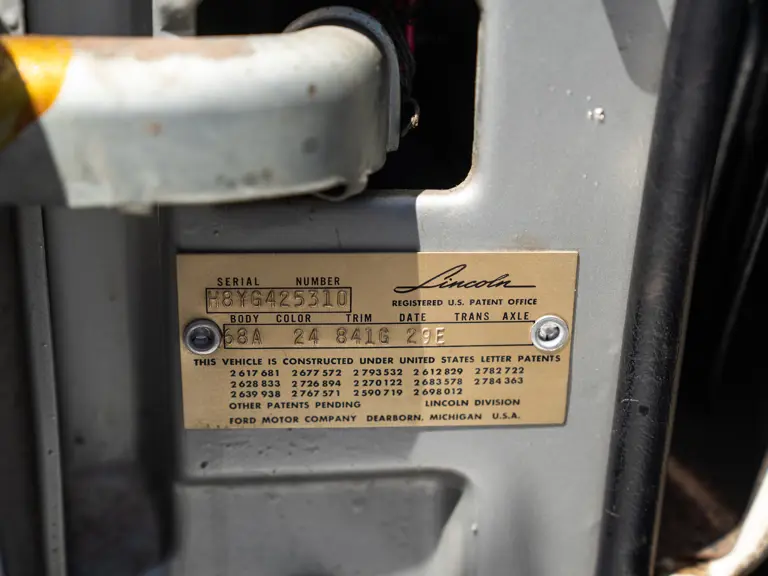 SERIAL NUMBER
H8YG425310
Lincoln
REGISTERED U.S. PATENT OFFICE
BODY COLOR TRIM DATE TRANS AXLE
68A 24 841G 29E
THIS VEHICLE IS CONSTRUCTED UNDER UNITED STATES LETTER PATENTS
2617681 2677572 2793532 2612829 2782722
2628833 2726894 2270122 2683578 2784363
2639938 2767571 2590719 2698012
OTHER PATENTS PENDING LINCOLN DIVISION
FORD MOTOR COMPANY DEARBORN, MICHIGAN U.S.A.